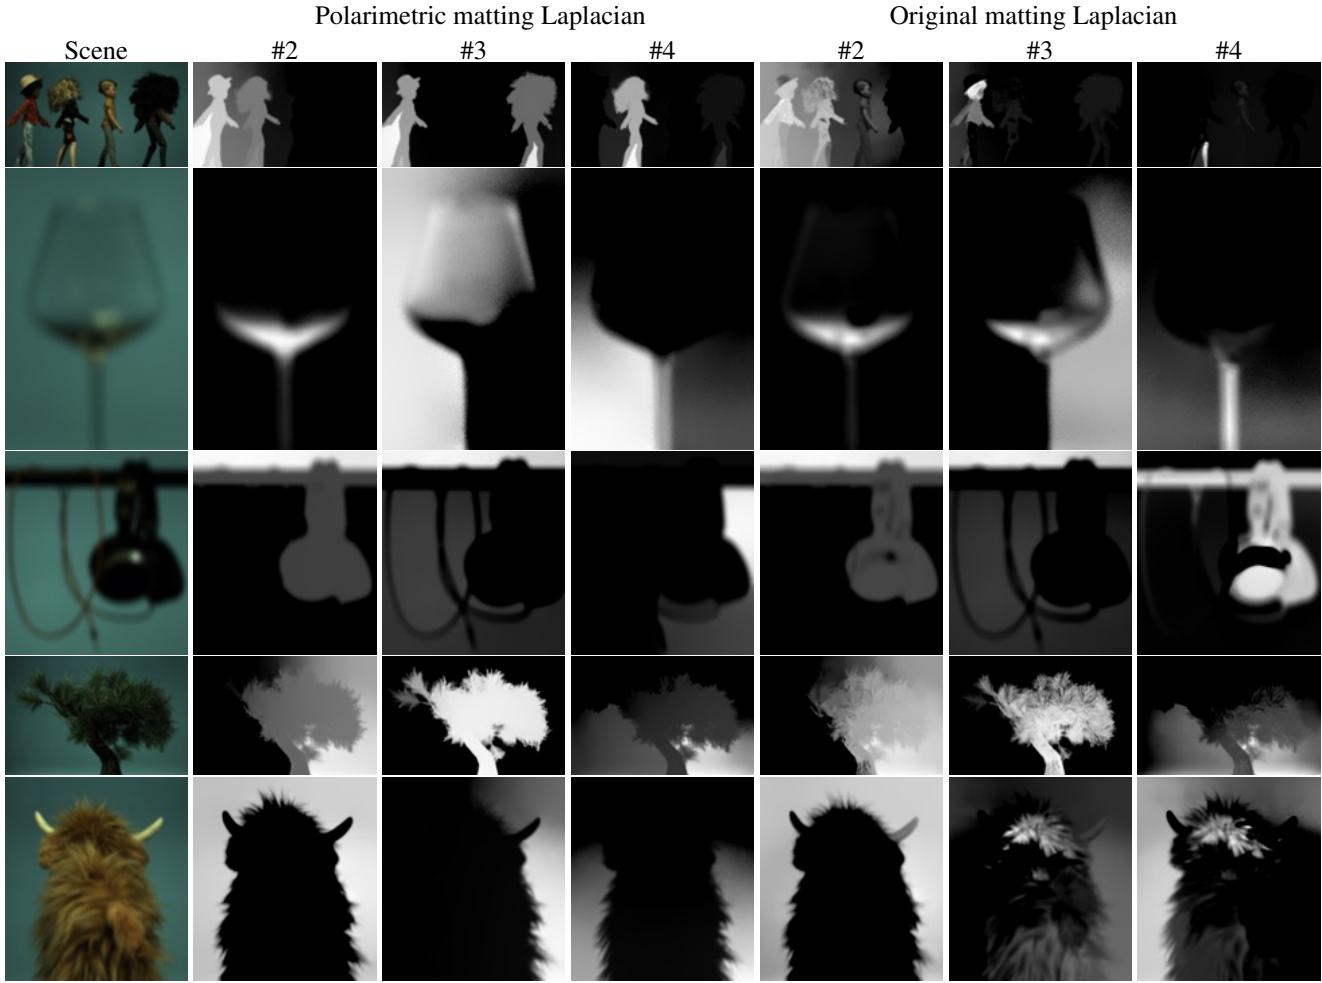 Polarimetric matting Laplacian Original matting Laplacian
Scene #2 #3 #4 #2 #3 #4